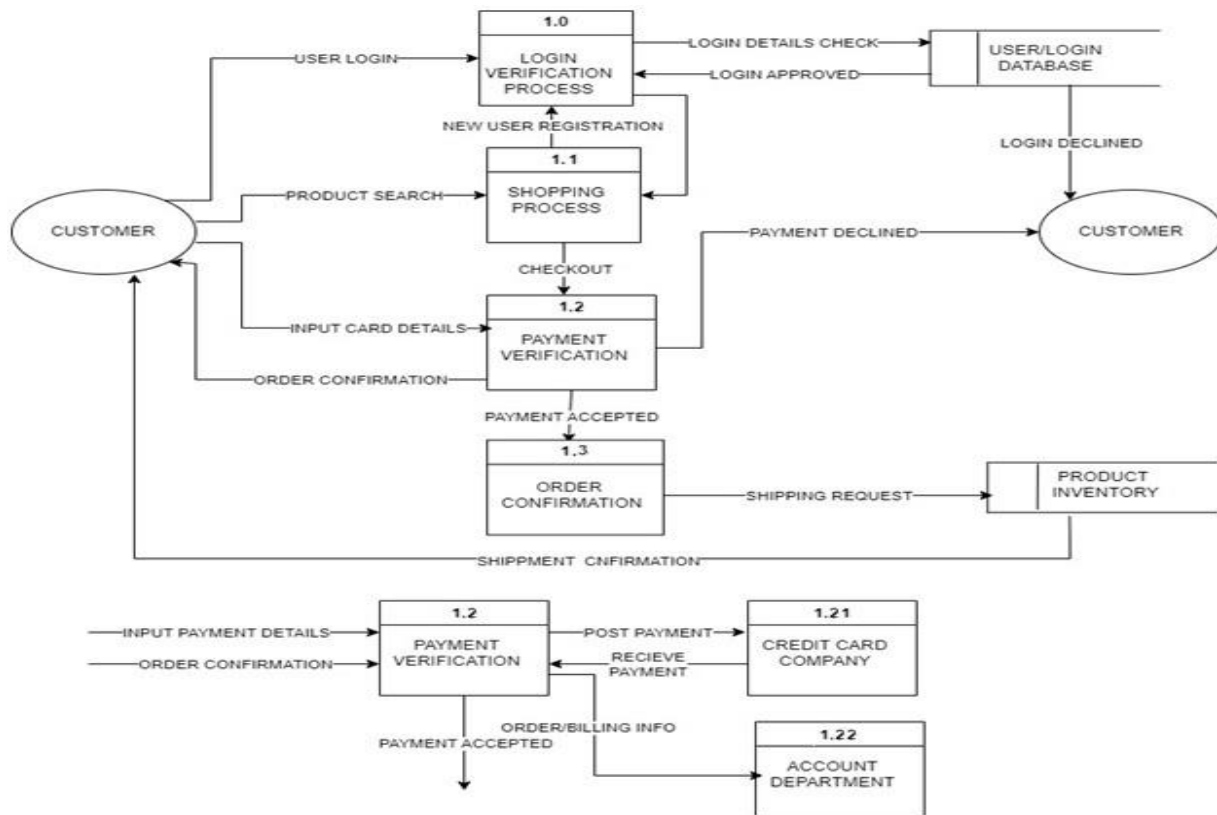 1.0
LOGIN
VERIFICATION
PROCESS
USER LOGIN
LOGIN DETAILS CHECK
LOGIN APPROVED
USER/LOGIN
DATABASE
NEW USER REGISTRATION
LOGIN DECLINED
1.1
SHOPPING
PROCESS
PRODUCT SEARCH
CUSTOMER
PAYMENT DECLINED
CUSTOMER
CHECKOUT
1.2
PAYMENT
VERIFICATION
INPUT CARD DETAILS
ORDER CONFIRMATION
PAYMENT ACCEPTED
1.3
ORDER
CONFIRMATION
SHIPPING REQUEST
PRODUCT
INVENTORY
SHIPPMENT CNFIRMATION
1.2
PAYMENT
VERIFICATION
INPUT PAYMENT DETAILS
ORDER CONFIRMATION
POST PAYMENT
RECIEVE
PAYMENT
1.21
CREDIT CARD
COMPANY
ORDER/BILLING INFO
PAYMENT ACCEPTED
1.22
ACCOUNT
DEPARTMENT